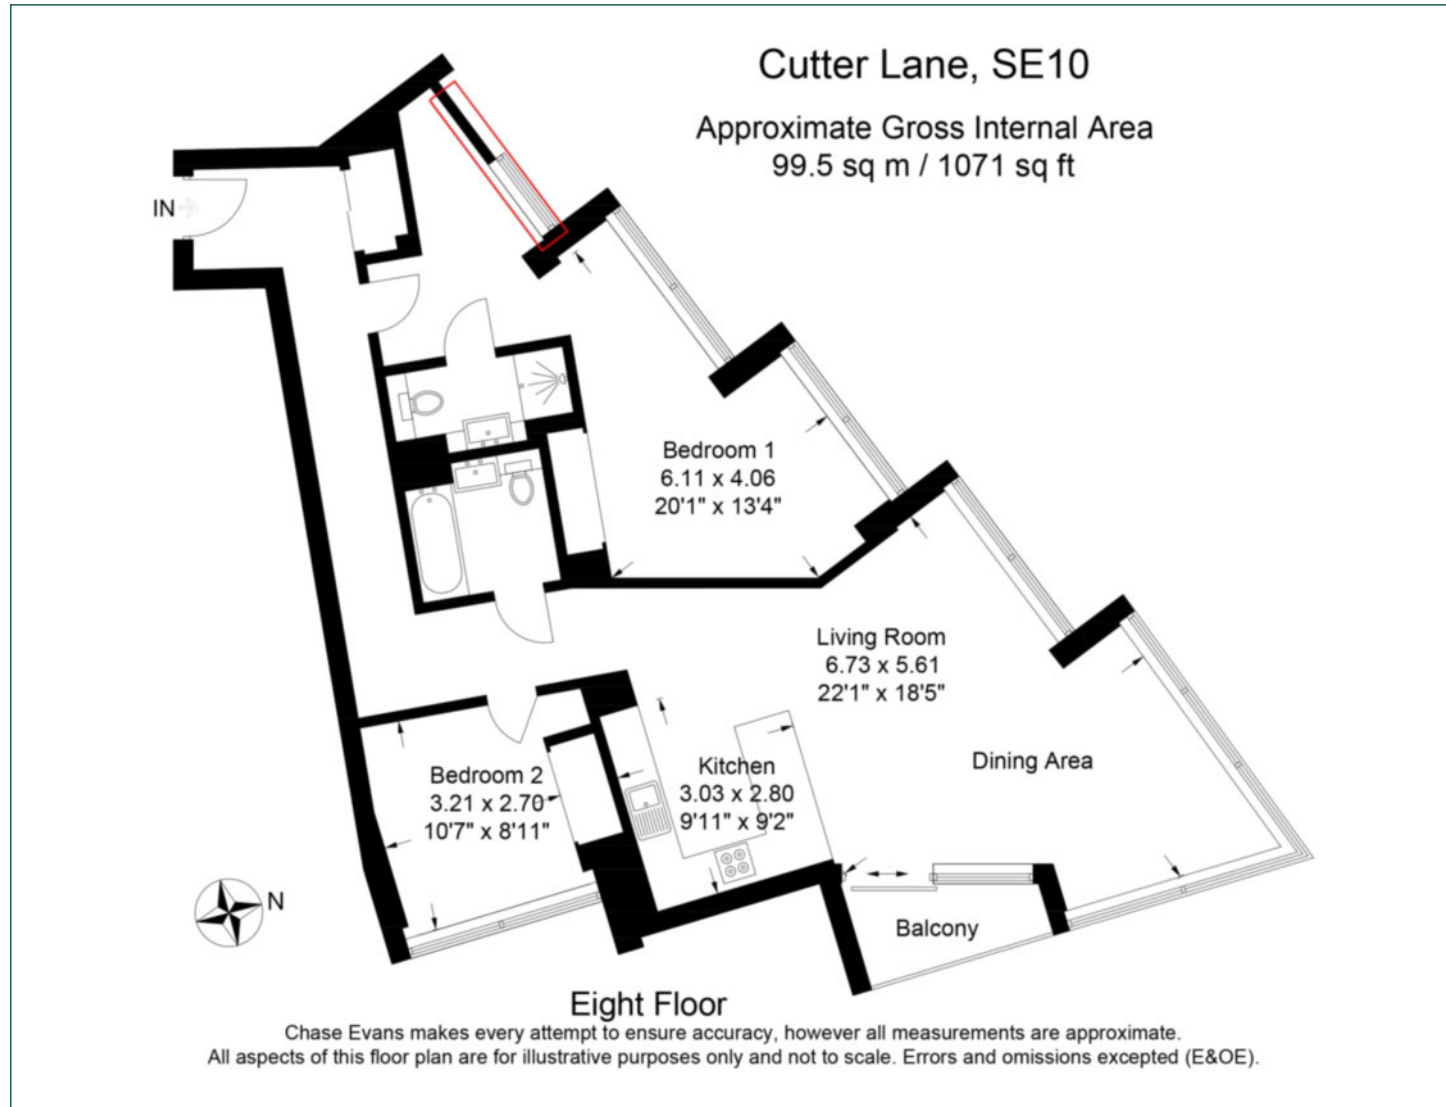 Cutter Lane, SE10
Approximate Gross Internal Area
99.5 sq m / 1071 sq ft
IN
Bedroom 1
6.11 x 4.06
20'1" x 13'4"
Living Room
6.73 x 5.61
22'1" x 18'5"
Dining Area
Kitchen
3.03 x 2.80
9'11" x 9'2"
Bedroom 2
3.21 x 2.70
10'7" x 8'11"
N
Balcony
Eight Floor
Chase Evans makes every attempt to ensure accuracy, however all measurements are approximate.
All aspects of this floor plan are for illustrative purposes only and not to scale. Errors and omissions excepted (E&OE).